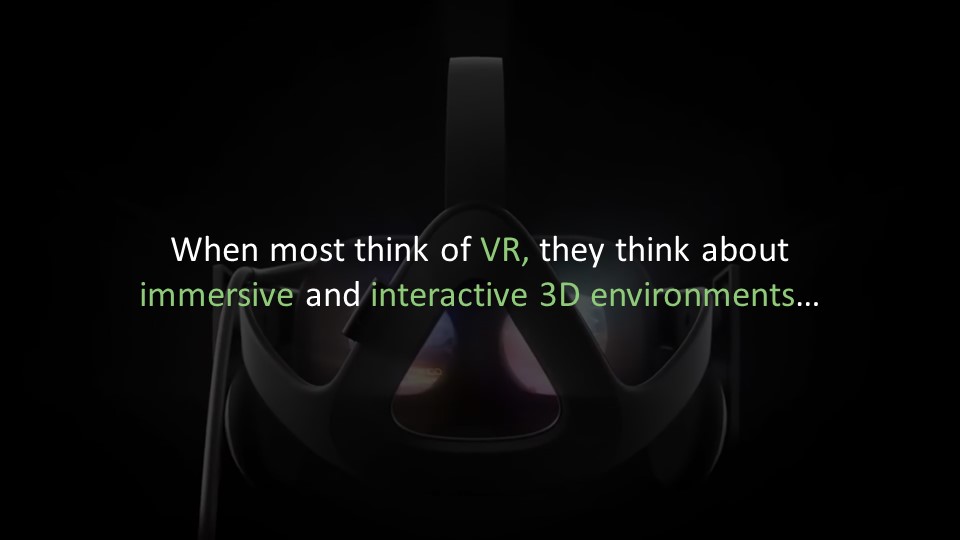 When most think of VR, they think about
immersive and interactive 3D environments…